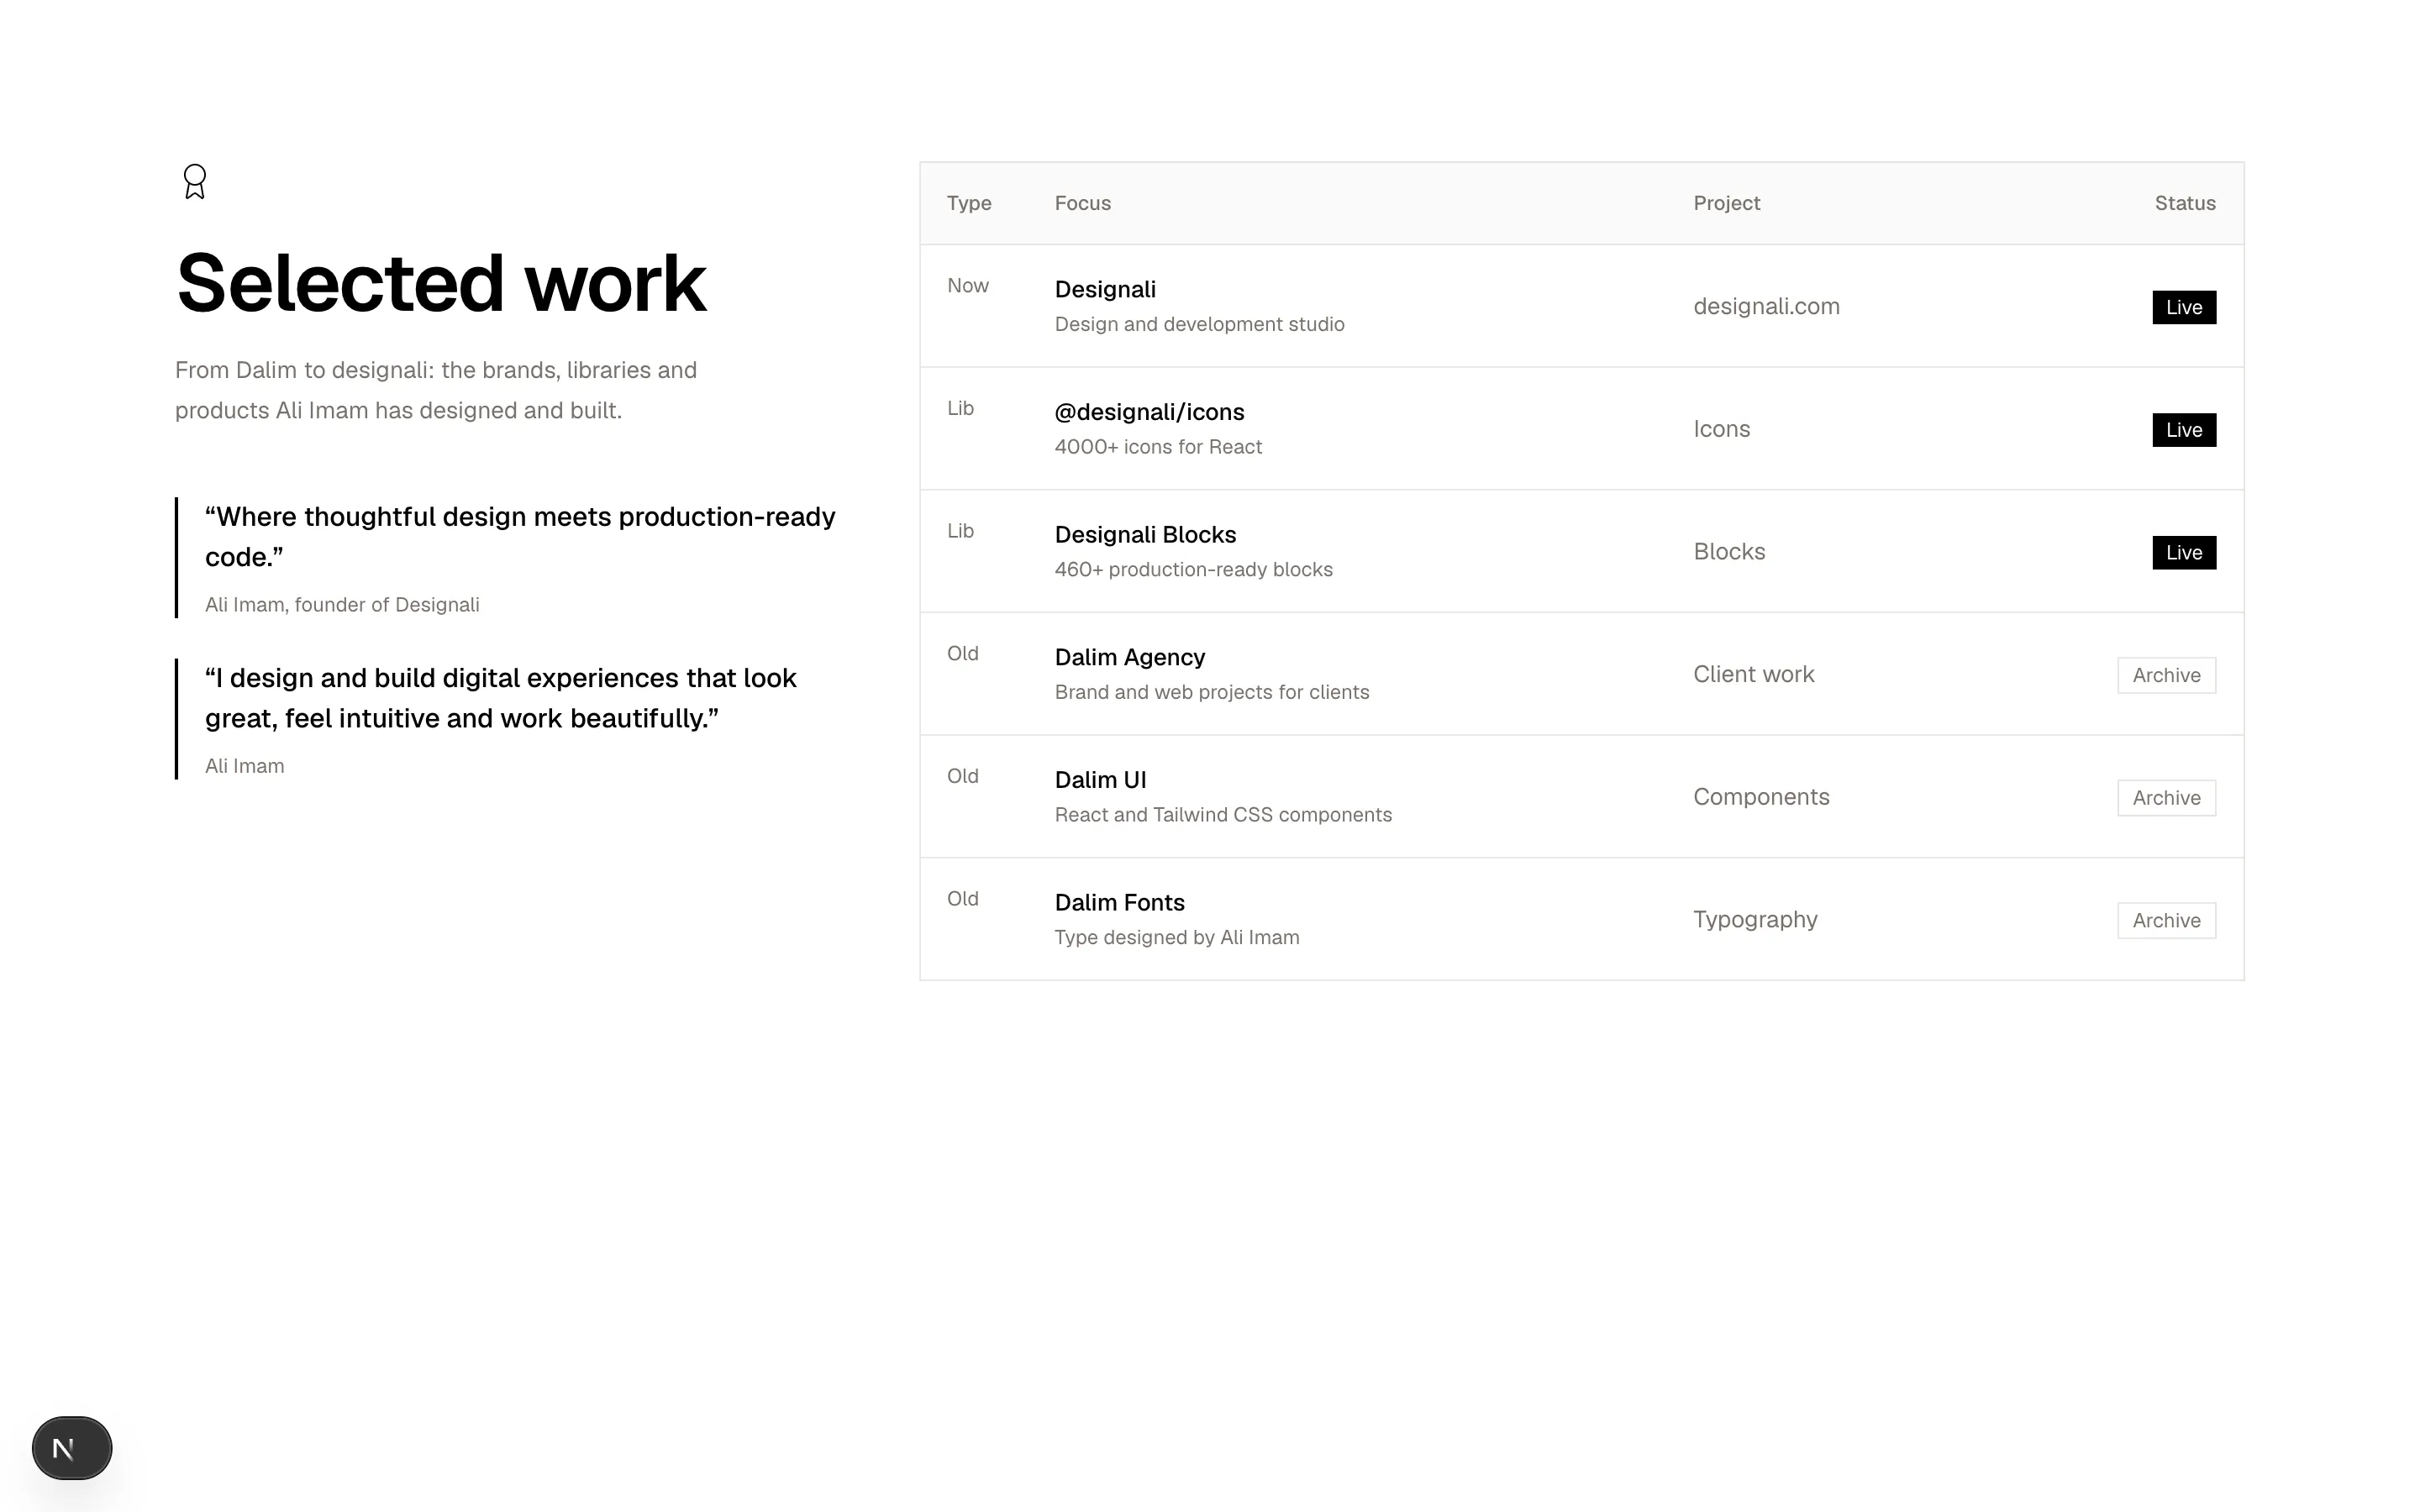 Selected work
From Dalim to designali: the brands, libraries and
products Ali Imam has designed and built.
“Where thoughtful design meets production-ready
code.”
Ali Imam, founder of Designali
“I design and build digital experiences that look
great, feel intuitive and work beautifully.”
Ali Imam
Type Focus Project Status
Now Designali designali.com Live
Design and development studio
Lib @designali/icons Icons Live
4000+ icons for React
Lib Designali Blocks Blocks Live
460+ production-ready blocks
Old Dalim Agency Client work Archive
Brand and web projects for clients
Old Dalim UI Components Archive
React and Tailwind CSS components
Old Dalim Fonts Typography Archive
Type designed by Ali Imam
N